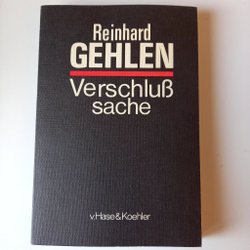 Reinhard
GEHLEN
Verschluß
sache
v.Hase&Koehler